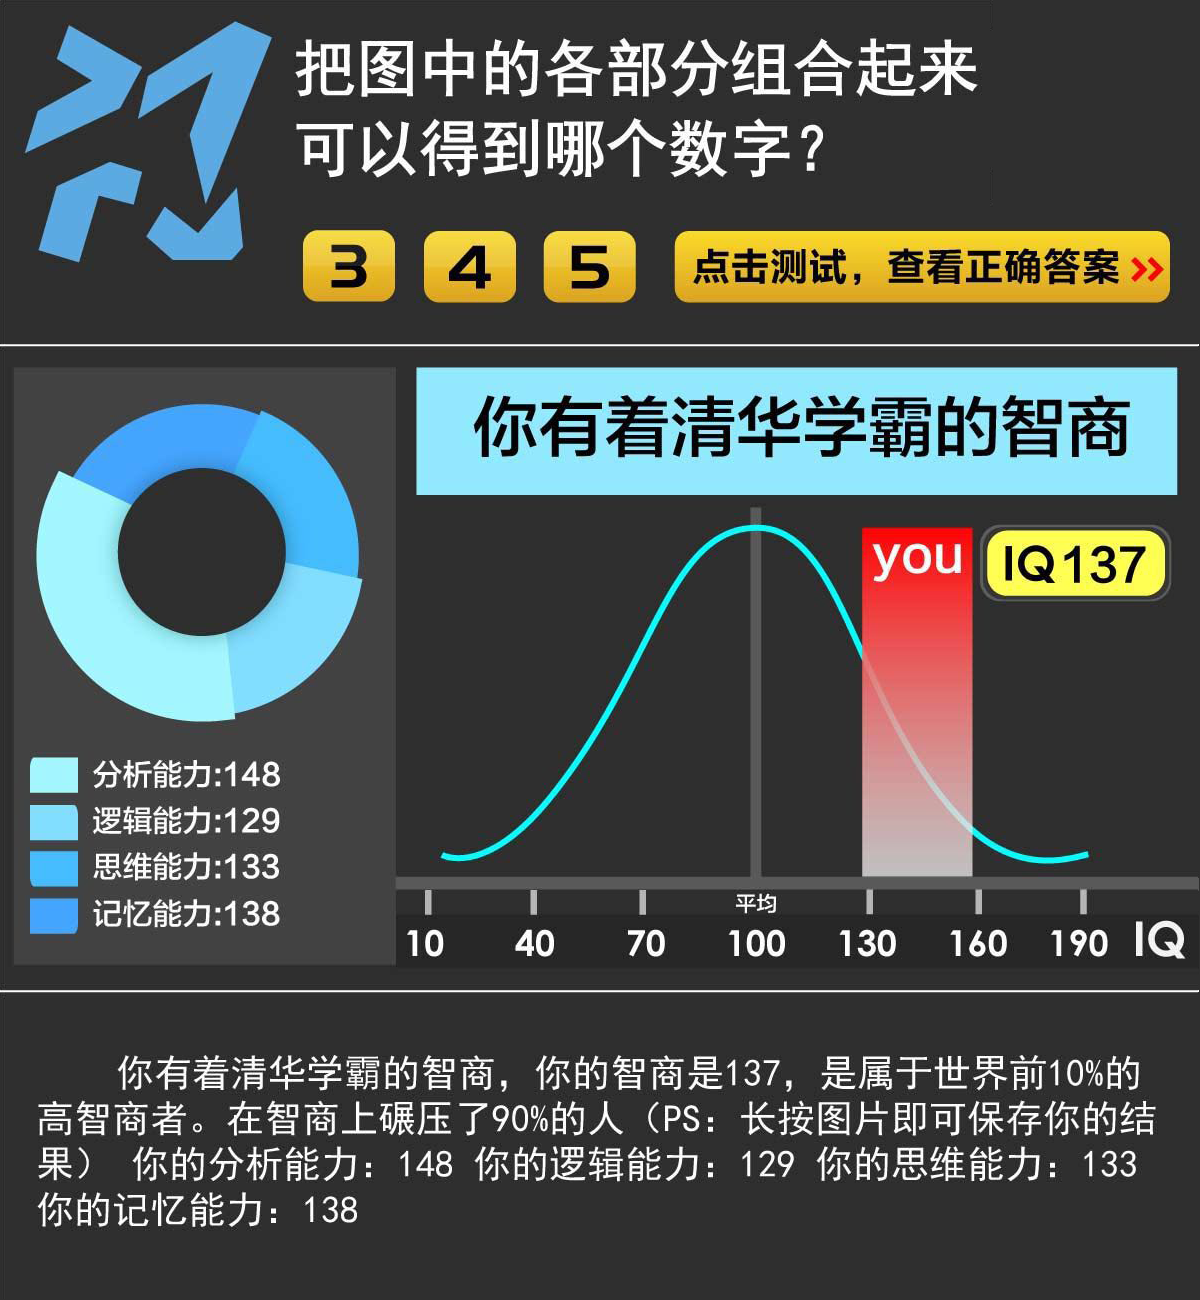 把图中的各部分组合起来
可以得到哪个数字？
3 4 5 点击测试，查看正确答案 >>
你有着清华学霸的智商
you IQ137
分析能力:148
逻辑能力:129
思维能力:133
记忆能力:138
平均
10 40 70 100 130 160 190 IQ
你有着清华学霸的智商，你的智商是137，是属于世界前10%的
高智商者。在智商上碾压了90%的人（PS：长按图片即可保存你的结
果） 你的分析能力：148 你的逻辑能力：129 你的思维能力：133
你的记忆能力：138